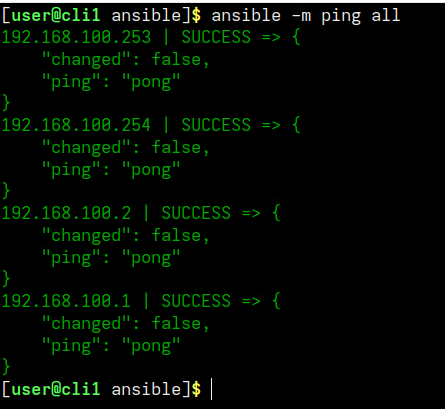 [user@cli1 ansible]$ ansible -m ping all
192.168.100.253 | SUCCESS => {
    "changed": false,
    "ping": "pong"
}
192.168.100.254 | SUCCESS => {
    "changed": false,
    "ping": "pong"
}
192.168.100.2 | SUCCESS => {
    "changed": false,
    "ping": "pong"
}
192.168.100.1 | SUCCESS => {
    "changed": false,
    "ping": "pong"
}
[user@cli1 ansible]$